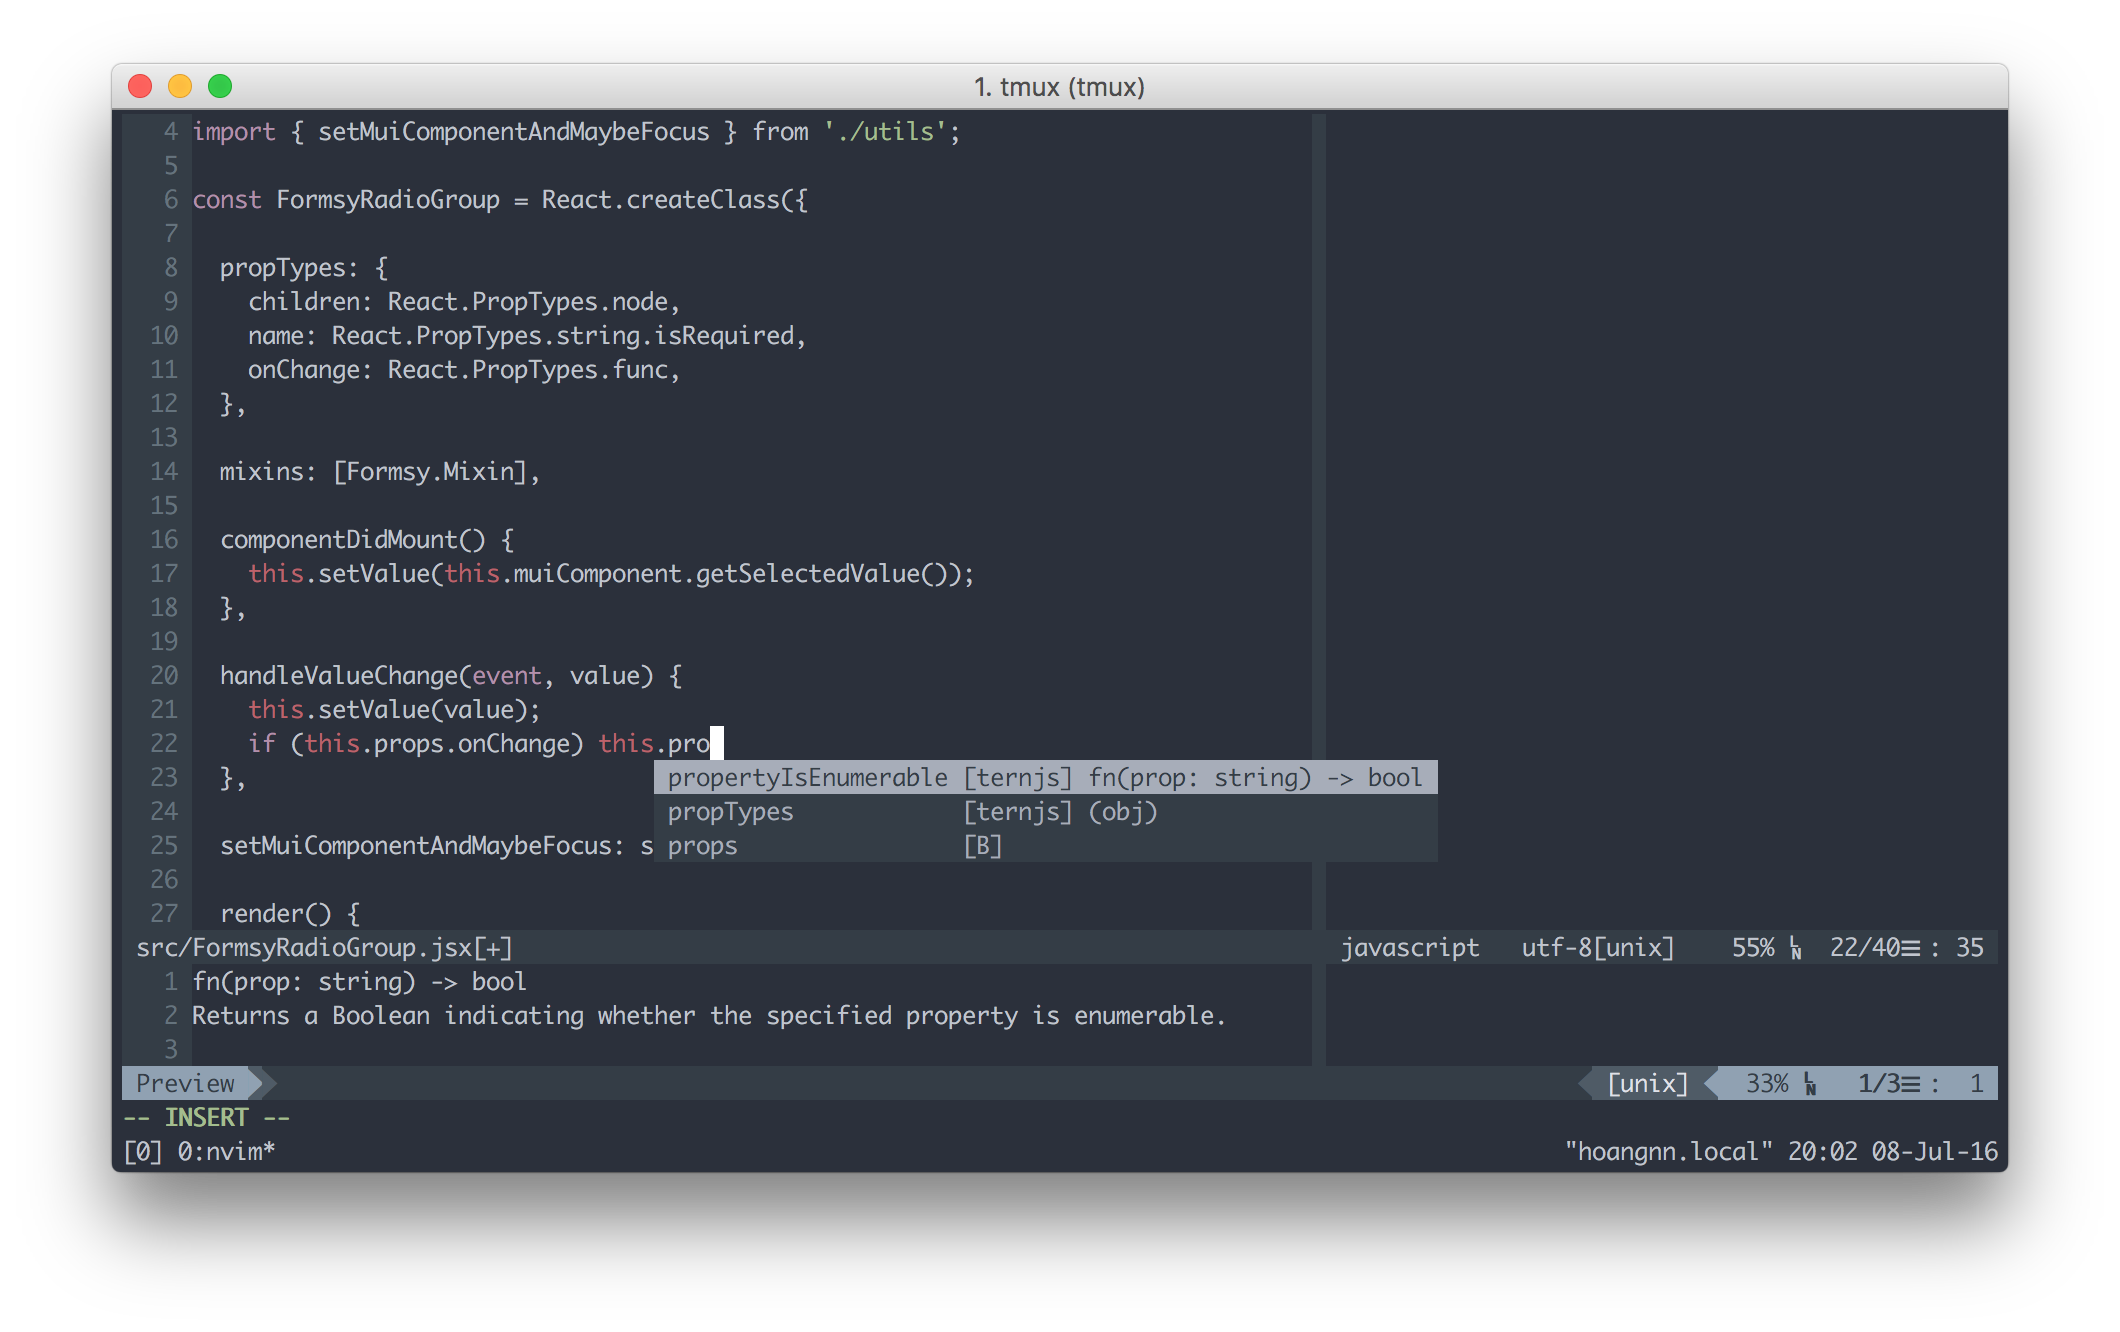 1. tmux (tmux)
4 import { setMuiComponentAndMaybeFocus } from './utils';
5
6 const FormsyRadioGroup = React.createClass({
7
8   propTypes: {
9     children: React.PropTypes.node,
10     name: React.PropTypes.string.isRequired,
11     onChange: React.PropTypes.func,
12   },
13
14   mixins: [Formsy.Mixin],
15
16   componentDidMount() {
17     this.setValue(this.muiComponent.getSelectedValue());
18   },
19
20   handleValueChange(event, value) {
21     this.setValue(value);
22     if (this.props.onChange) this.pro
23   }, propertyIsEnumerable [ternjs] fn(prop: string) -> bool
24 propTypes [ternjs] (obj)
25   setMuiComponentAndMaybeFocus: s props [B]
26
27   render() {
src/FormsyRadioGroup.jsx[+] javascript utf-8[unix] 55% LN 22/40≡ : 35
1 fn(prop: string) -> bool
2 Returns a Boolean indicating whether the specified property is enumerable.
3
Preview [unix] 33% LN 1/3≡ : 1
-- INSERT --
[0] 0:nvim* "hoangnn.local" 20:02 08-Jul-16